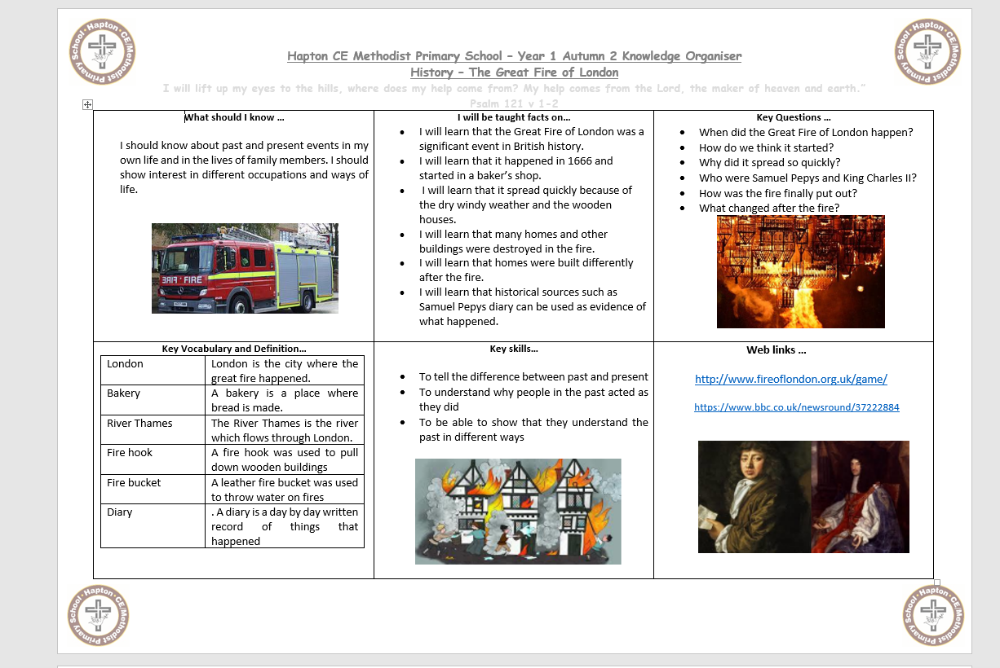 Hapton CE Methodist Primary School – Year 1 Autumn 2 Knowledge Organiser
History – The Great Fire of London
I will lift up my eyes to the hills, where does my help come from? My help comes from the Lord, the maker of heaven and earth."
Psalm 121 v 1-2
What should I know …
I should know about past and present events in my
own life and in the lives of family members. I should
show interest in different occupations and ways of
life.
FIRE
I will be taught facts on…
• I will learn that the Great Fire of London was a
significant event in British history.
• I will learn that it happened in 1666 and
started in a baker's shop.
• I will learn that it spread quickly because of
the dry windy weather and the wooden
houses.
• I will learn that many homes and other
buildings were destroyed in the fire.
• I will learn that homes were built differently
after the fire.
• I will learn that historical sources such as
Samuel Pepys diary can be used as evidence of
what happened.
Key Questions …
• When did the Great Fire of London happen?
• How do we think it started?
• Why did it spread so quickly?
• Who were Samuel Pepys and King Charles II?
• How was the fire finally put out?
• What changed after the fire?
Key Vocabulary and Definition…
London
London is the city where the
great fire happened.
Bakery
A bakery is a place where
bread is made.
River Thames
The River Thames is the river
which flows through London.
Fire hook
A fire hook was used to pull
down wooden buildings
Fire bucket
A leather fire bucket was used
to throw water on fires
Diary
. A diary is a day by day written
record of things that
happened
Key skills…
• To tell the difference between past and present
• To understand why people in the past acted as
they did
• To be able to show that they understand the
past in different ways
Web links …
http://www.fireoflondon.org.uk/game/
https://www.bbc.co.uk/newsround/37222884
Hapton CE/Methodist Primary School
Hapton CE/Methodist Primary School
Hapton CE/Methodist Primary School
Hapton CE/Methodist Primary School